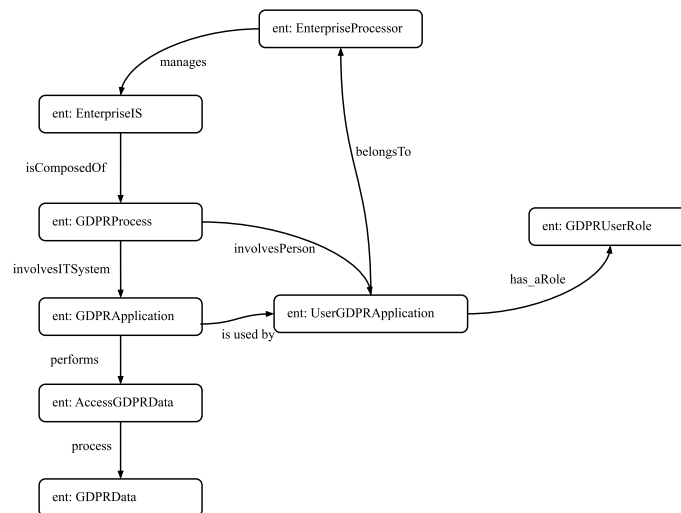 ent: EnterpriseProcessor
manages
ent: EnterpriseIS
belongsTo
isComposedOf
ent: GDPRProcess
ent: GDPRUserRole
involvesPerson
involvesITSystem
has_aRole
ent: GDPRApplication
ent: UserGDPRApplication
is used by
performs
ent: AccessGDPRData
process
ent: GDPRData